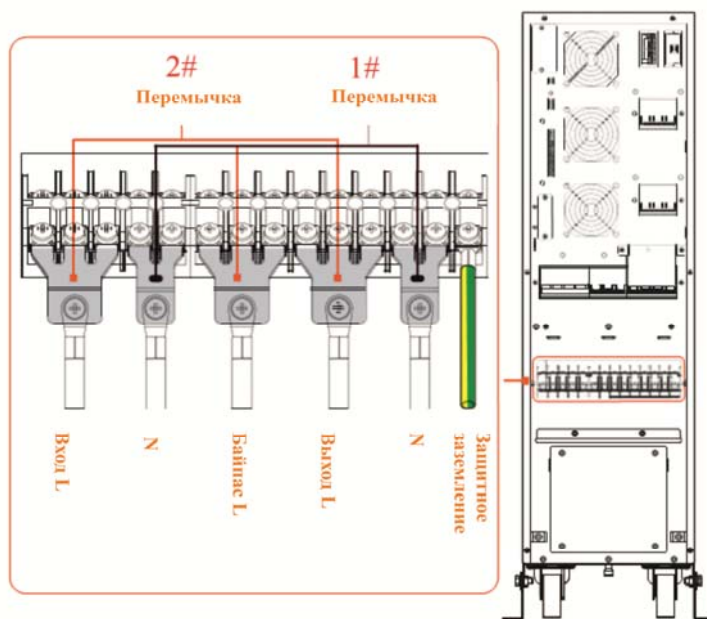 2#
1#
Перемычка
Перемычка
Вход L
N
Байпас L
Выход L
N
Защитное
заземление